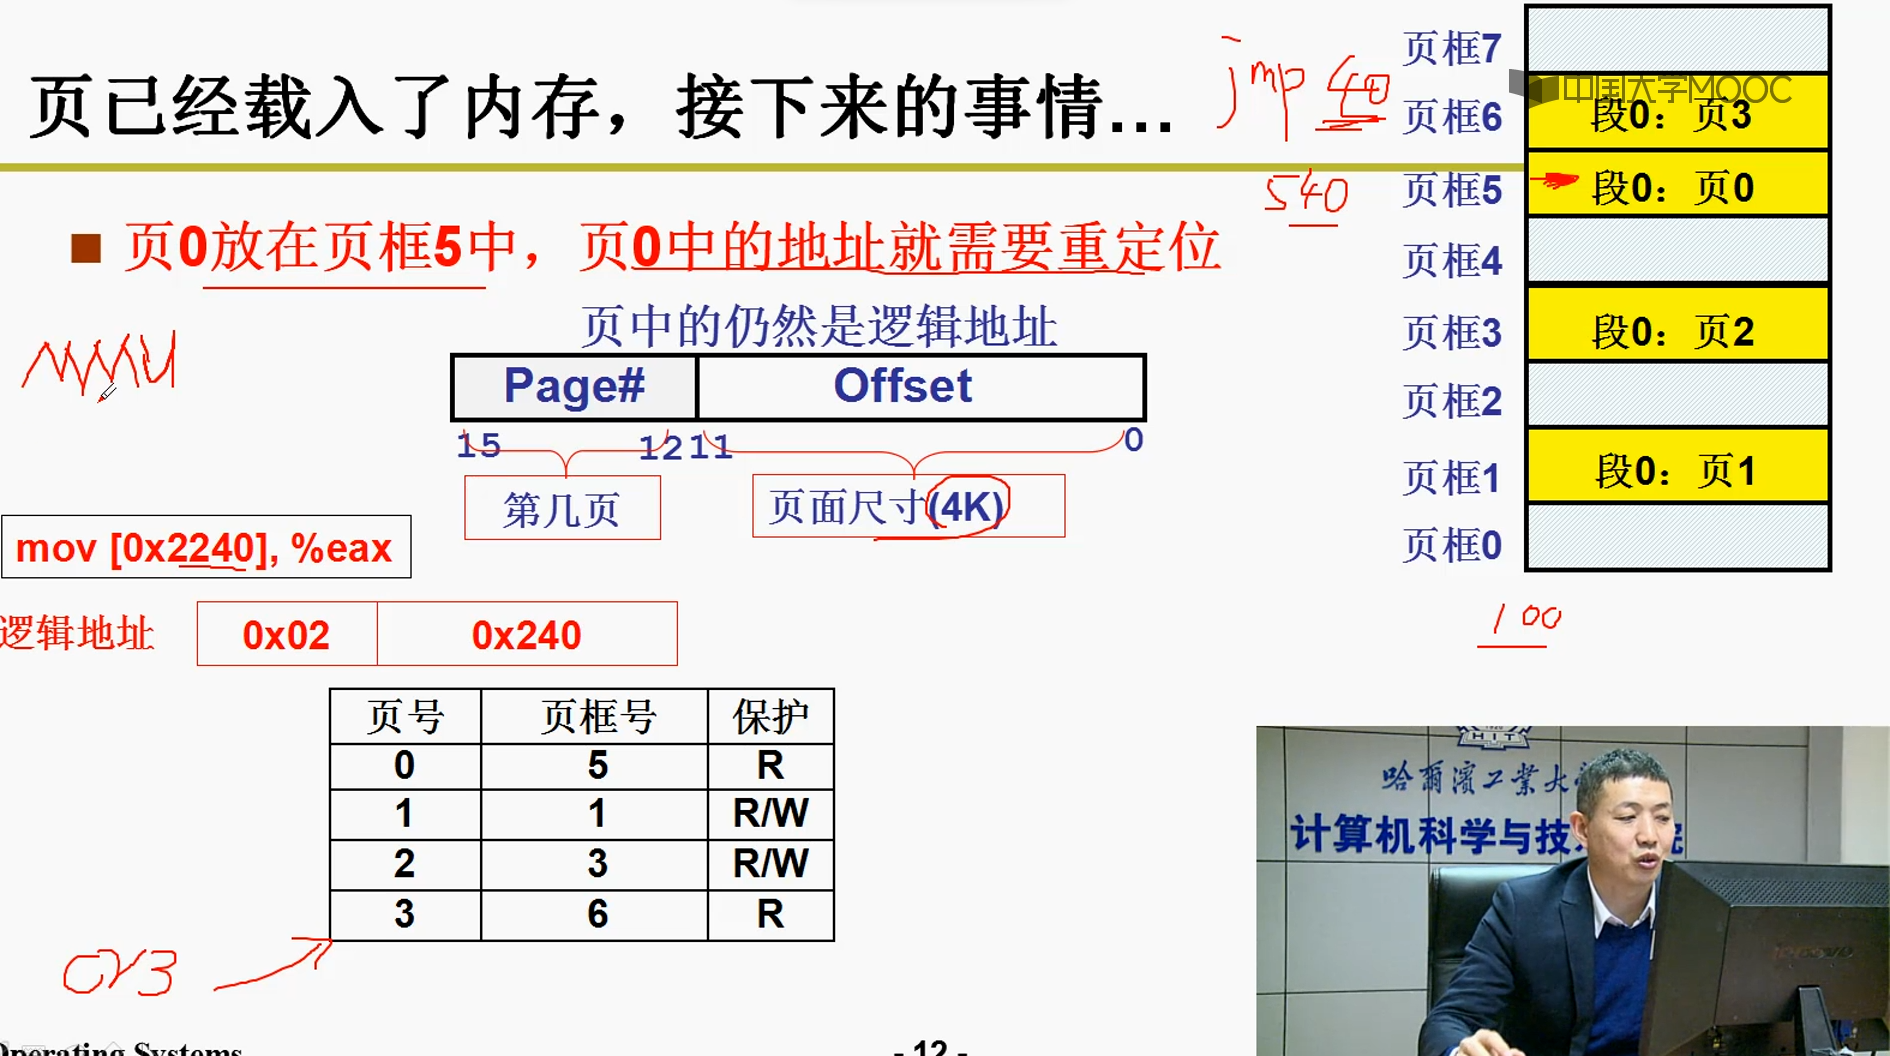 页已经载入了内存，接下来的事情...
jmp 40
540
■ 页0放在页框5中，页0中的地址就需要重定位
页中的仍然是逻辑地址
MMU
Page# Offset
15 12 11 0
第几页 页面尺寸(4K)
mov [0x2240], %eax
逻辑地址 0x02 0x240
页号 页框号 保护
0 5 R
1 1 R/W
2 3 R/W
3 6 R
cr3
页框7
中国大学MOOC
页框6 段0：页3
页框5 段0：页0
页框4
页框3 段0：页2
页框2
页框1 段0：页1
页框0
100
HIT
哈尔滨工业大
计算机科学与技 院
Operating Systems
- 12 -